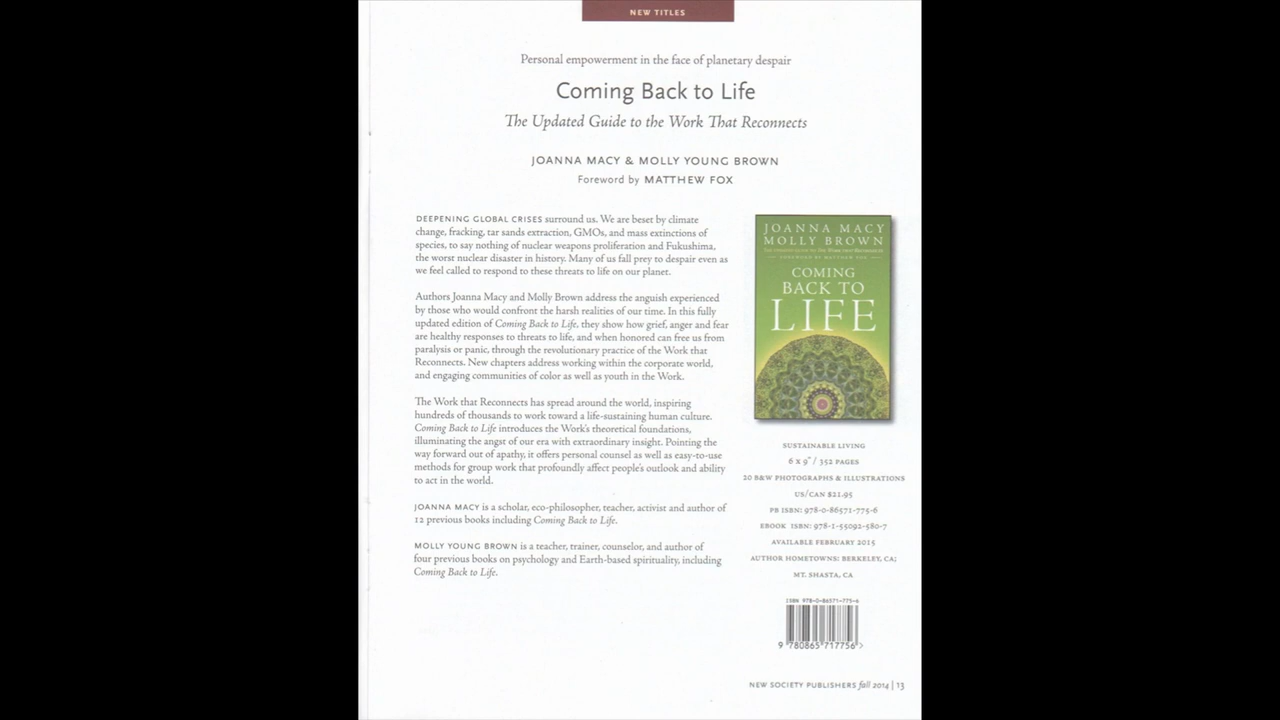 NEW TITLES
Personal empowerment in the face of planetary despair
Coming Back to Life
The Updated Guide to the Work That Reconnects
JOANNA MACY & MOLLY YOUNG BROWN
Foreword by MATTHEW FOX
DEEPENING GLOBAL CRISES surround us. We are beset by climate
change, fracking, tar sands extraction, GMOs, and mass extinctions of
species, to say nothing of nuclear weapons proliferation and Fukushima,
the worst nuclear disaster in history. Many of us fall prey to despair even as
we feel called to respond to these threats to life on our planet.
Authors Joanna Macy and Molly Brown address the anguish experienced
by those who would confront the harsh realities of our time. In this fully
updated edition of Coming Back to Life, they show how grief, anger and fear
are healthy responses to threats to life, and when honored can free us from
paralysis or panic, through the revolutionary practice of the Work that
Reconnects. New chapters address working within the corporate world,
and engaging communities of color as well as youth in the Work.
The Work that Reconnects has spread around the world, inspiring
hundreds of thousands to work toward a life-sustaining human culture.
Coming Back to Life introduces the Work's theoretical foundations,
illuminating the angst of our era with extraordinary insight. Pointing the
way forward out of apathy, it offers personal counsel as well as easy-to-use
methods for group work that profoundly affect people's outlook and ability
to act in the world.
JOANNA MACY is a scholar, eco-philosopher, teacher, activist and author of
12 previous books including Coming Back to Life.
MOLLY YOUNG BROWN is a teacher, trainer, counselor, and author of
four previous books on psychology and Earth-based spirituality, including
Coming Back to Life.
JOANNA MACY
MOLLY BROWN
FOREWORD BY MATTHEW FOX
COMING
BACK TO
LIFE
SUSTAINABLE LIVING
6 X 9" / 352 PAGES
20 B&W PHOTOGRAPHS & ILLUSTRATIONS
US/CAN $21.95
PB ISBN: 978-0-86571-775-6
EBOOK ISBN: 978-1-55092-580-7
AVAILABLE FEBRUARY 2015
AUTHOR HOMETOWNS: BERKELEY, CA;
MT. SHASTA, CA
ISBN 978-0-86571-775-6
9 780865 717756 >
NEW SOCIETY PUBLISHERS fall 2014 | 13